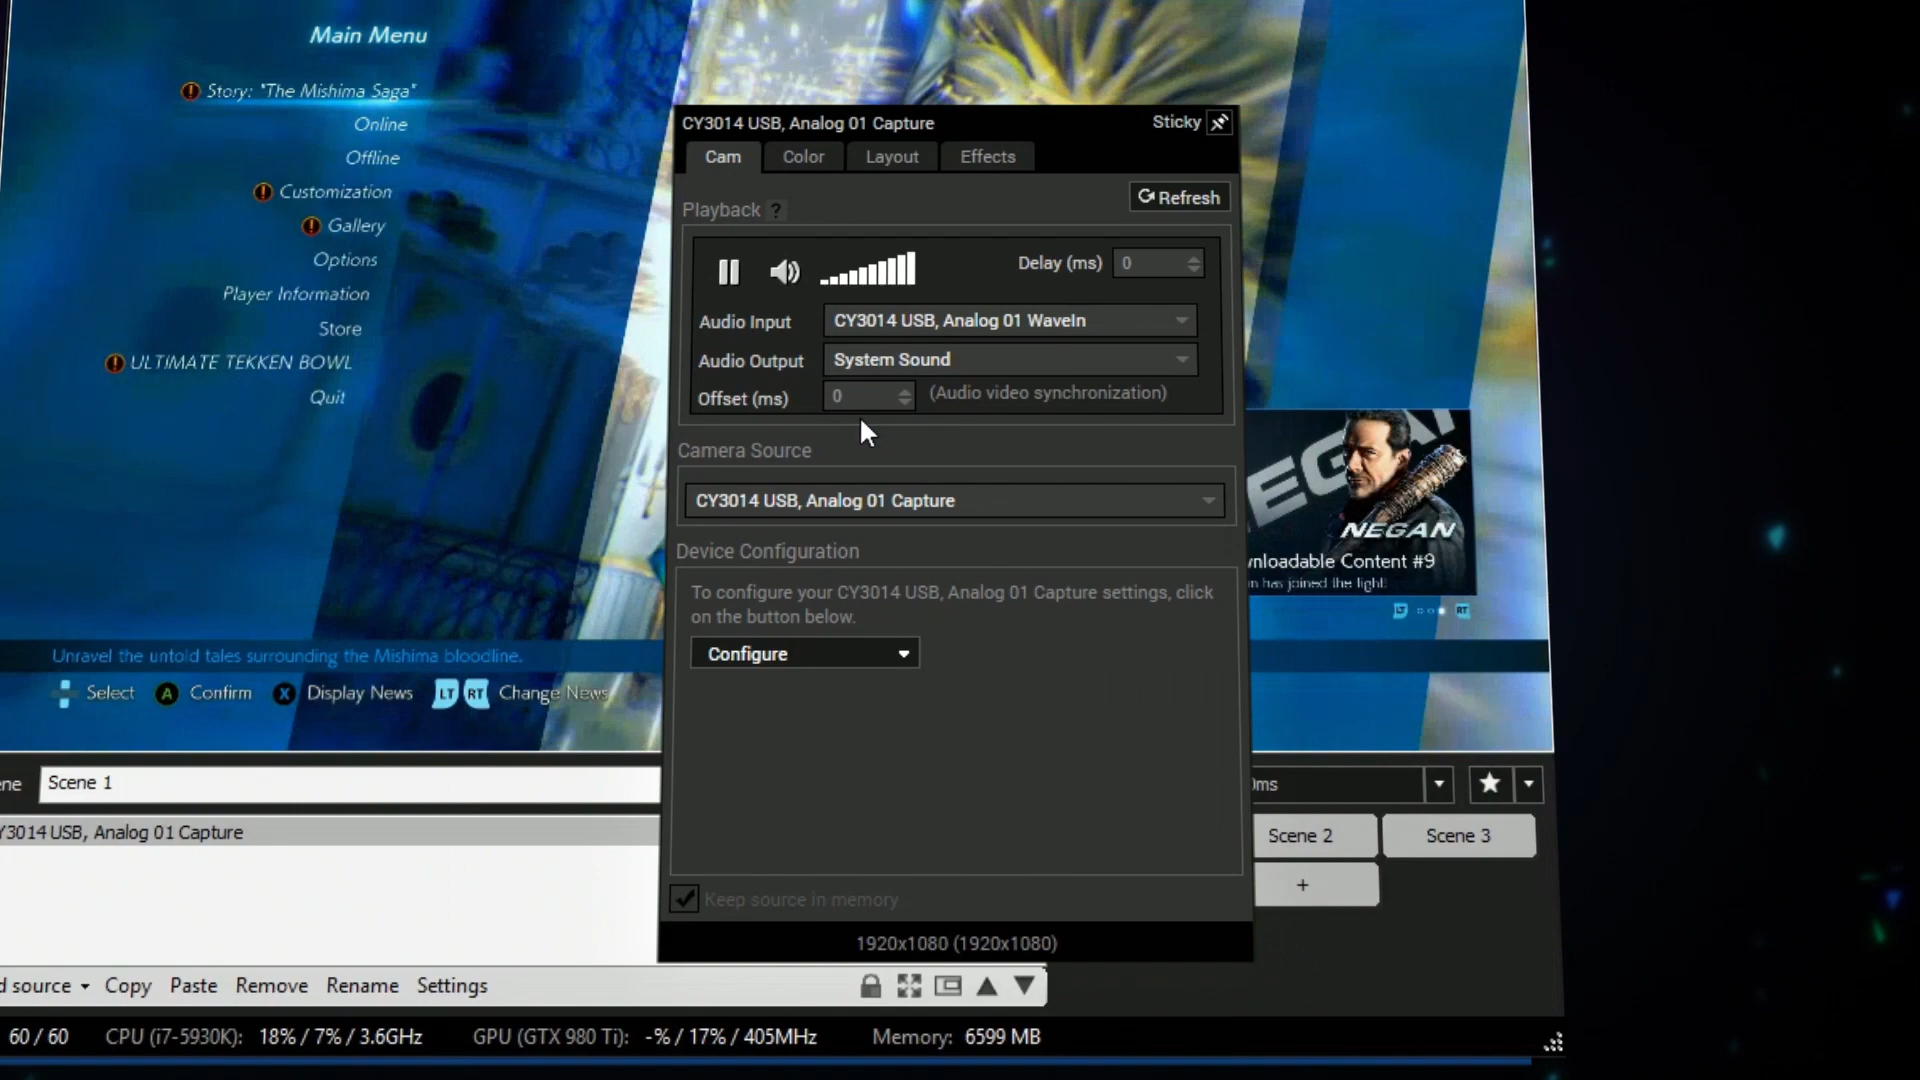 Main Menu
Story: "The Mishima Saga"
Online
Offline
Customization
Gallery
Options
Player Information
Store
ULTIMATE TEKKEN BOWL
Quit
Unravel the untold tales surrounding the Mishima bloodline.
Select A Confirm X Display News LT RT Change News
CY3014 USB, Analog 01 Capture
Sticky
Cam Color Layout Effects
Refresh
Playback ?
Delay (ms) 0
Audio Input CY3014 USB, Analog 01 WaveIn
Audio Output System Sound
Offset (ms) 0 (Audio video synchronization)
Camera Source
CY3014 USB, Analog 01 Capture
Device Configuration
To configure your CY3014 USB, Analog 01 Capture settings, click
on the button below.
Configure
Keep source in memory
1920x1080 (1920x1080)
EGA
NEGAN
wnloadable Content #9
n has joined the fight!
LT RT
ne Scene 1
0ms
Y3014 USB, Analog 01 Capture
Scene 2 Scene 3
+
d source Copy Paste Remove Rename Settings
60 / 60 CPU (i7-5930K): 18% / 7% / 3.6GHz GPU (GTX 980 Ti): -% / 17% / 405MHz Memory: 6599 MB